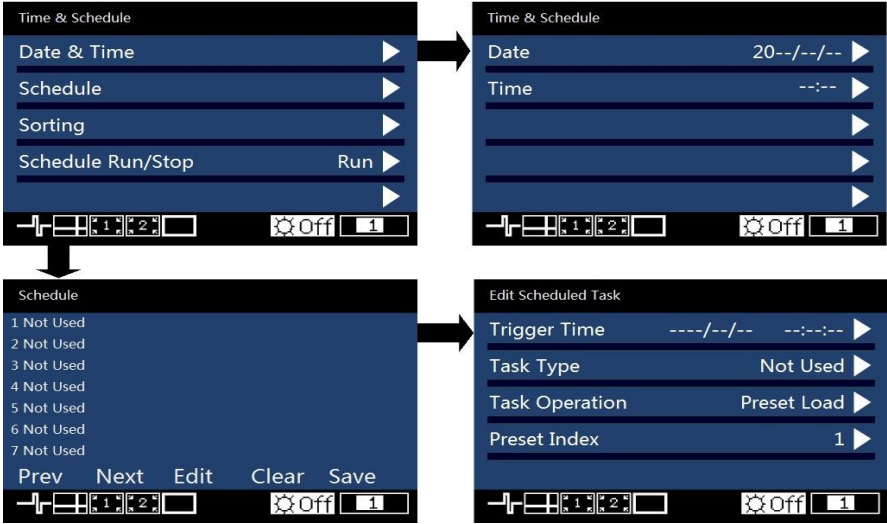 Time & Schedule
Date & Time
Schedule
Sorting
Schedule Run/Stop Run
1 2 Off 1
Time & Schedule
Date 20--/--/--
Time --:--
1 2 Off 1
Schedule
1 Not Used
2 Not Used
3 Not Used
4 Not Used
5 Not Used
6 Not Used
7 Not Used
Prev Next Edit Clear Save
1 2 Off 1
Edit Scheduled Task
Trigger Time ----/--/-- --:--:--
Task Type Not Used
Task Operation Preset Load
Preset Index 1
1 2 Off 1